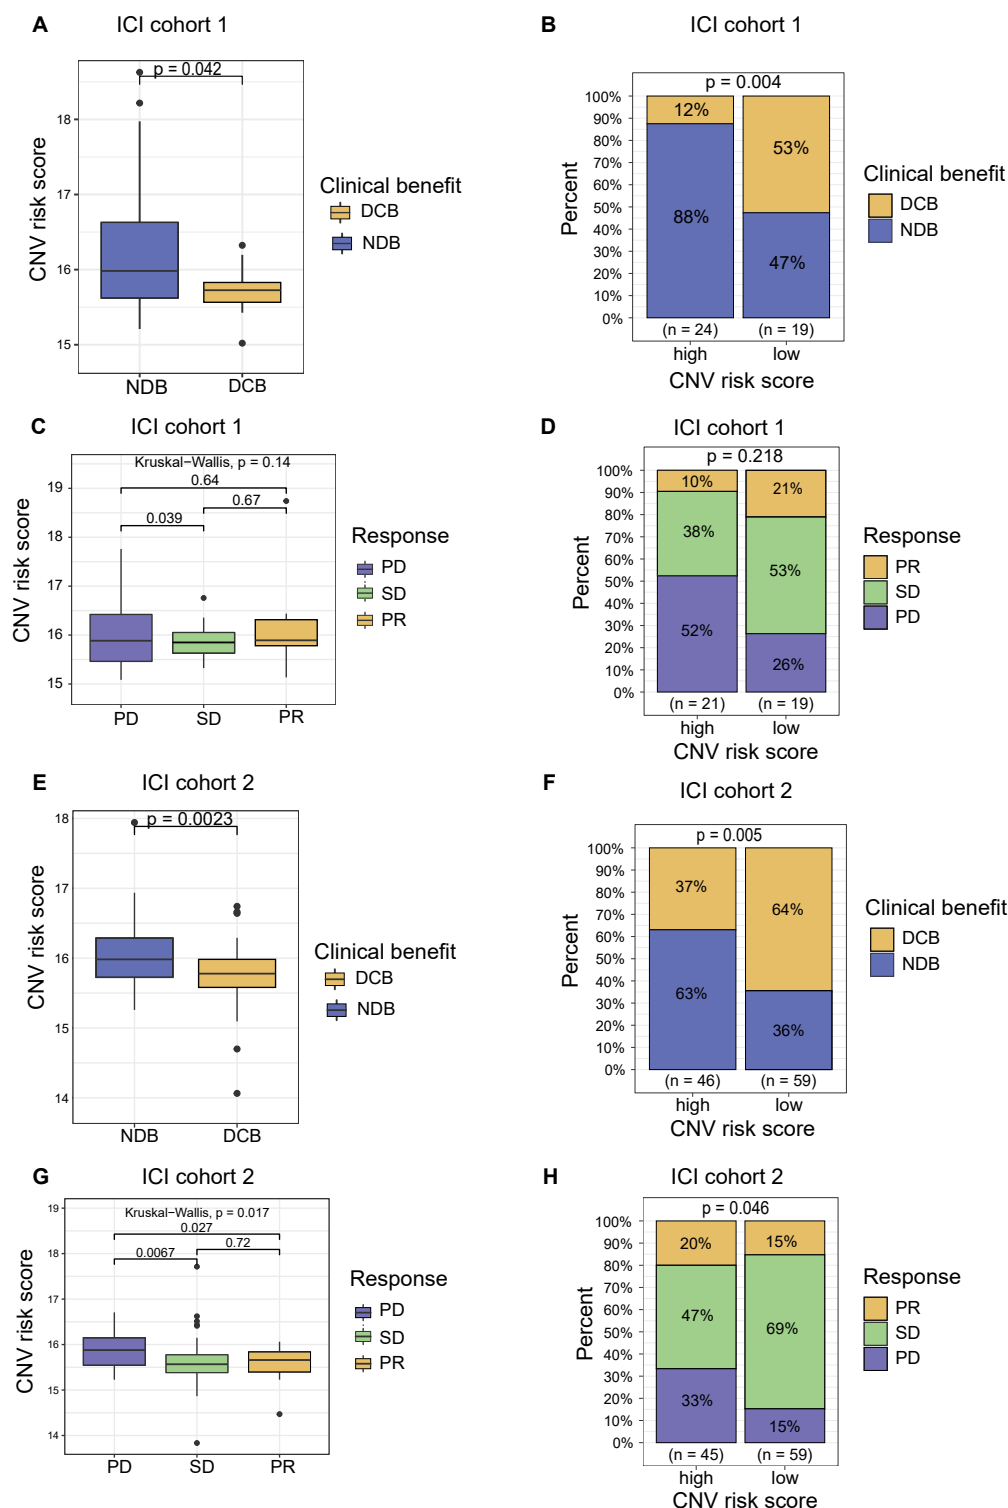 A
ICI cohort 1
p = 0.042
CNV risk score
18
17
16
15
NDB
DCB
Clinical benefit
DCB
NDB
B
ICI cohort 1
p = 0.004
Percent
100%
90%
80%
70%
60%
50%
40%
30%
20%
10%
0%
12%
88%
53%
47%
(n = 24)
(n = 19)
high
low
CNV risk score
Clinical benefit
DCB
NDB
C
ICI cohort 1
Kruskal−Wallis, p = 0.14
0.64
0.67
0.039
CNV risk score
19
18
17
16
15
PD
SD
PR
Response
PD
SD
PR
D
ICI cohort 1
p = 0.218
Percent
100%
90%
80%
70%
60%
50%
40%
30%
20%
10%
0%
10%
38%
52%
21%
53%
26%
(n = 21)
(n = 19)
high
low
CNV risk score
Response
PR
SD
PD
E
ICI cohort 2
p = 0.0023
CNV risk score
18
17
16
15
14
NDB
DCB
Clinical benefit
DCB
NDB
F
ICI cohort 2
p = 0.005
Percent
100%
90%
80%
70%
60%
50%
40%
30%
20%
10%
0%
37%
63%
64%
36%
(n = 46)
(n = 59)
high
low
CNV risk score
Clinical benefit
DCB
NDB
G
ICI cohort 2
Kruskal−Wallis, p = 0.017
0.027
0.72
0.0067
CNV risk score
19
18
17
16
15
14
PD
SD
PR
Response
PD
SD
PR
H
ICI cohort 2
p = 0.046
Percent
100%
90%
80%
70%
60%
50%
40%
30%
20%
10%
0%
20%
47%
33%
15%
69%
15%
(n = 45)
(n = 59)
high
low
CNV risk score
Response
PR
SD
PD